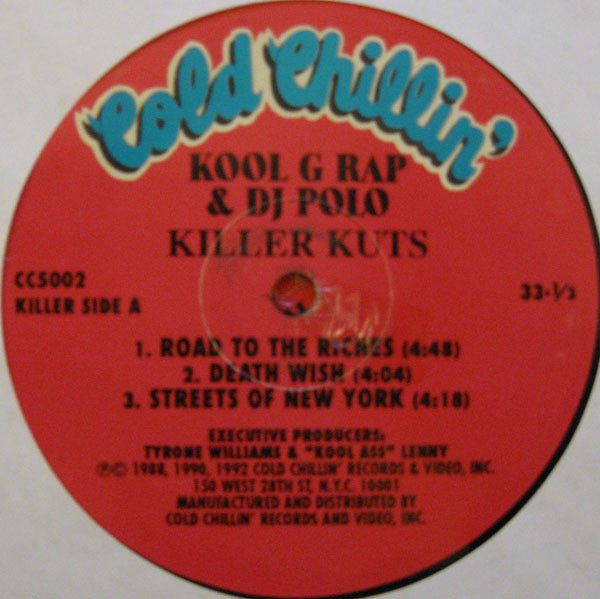 Cold Chillin'
KOOL G RAP
& DJ POLO
KILLER KUTS
CC5002
KILLER SIDE A
33-1/3
1. ROAD TO THE RICHES (4:48)
2. DEATH WISH (4:04)
3. STREETS OF NEW YORK (4:18)
EXECUTIVE PRODUCERS:
TYRONE WILLIAMS & "KOOL ASS" LENNY
℗© 1988, 1990, 1992 COLD CHILLIN' RECORDS & VIDEO, INC.
150 WEST 28TH ST, N.Y.C. 10001
MANUFACTURED AND DISTRIBUTED BY
COLD CHILLIN' RECORDS AND VIDEO, INC.